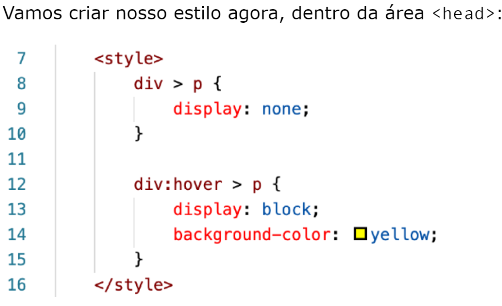 Vamos criar nosso estilo agora, dentro da área <head>:
7 <style>
8 div > p {
9 display: none;
10 }
11
12 div:hover > p {
13 display: block;
14 background-color: yellow;
15 }
16 </style>